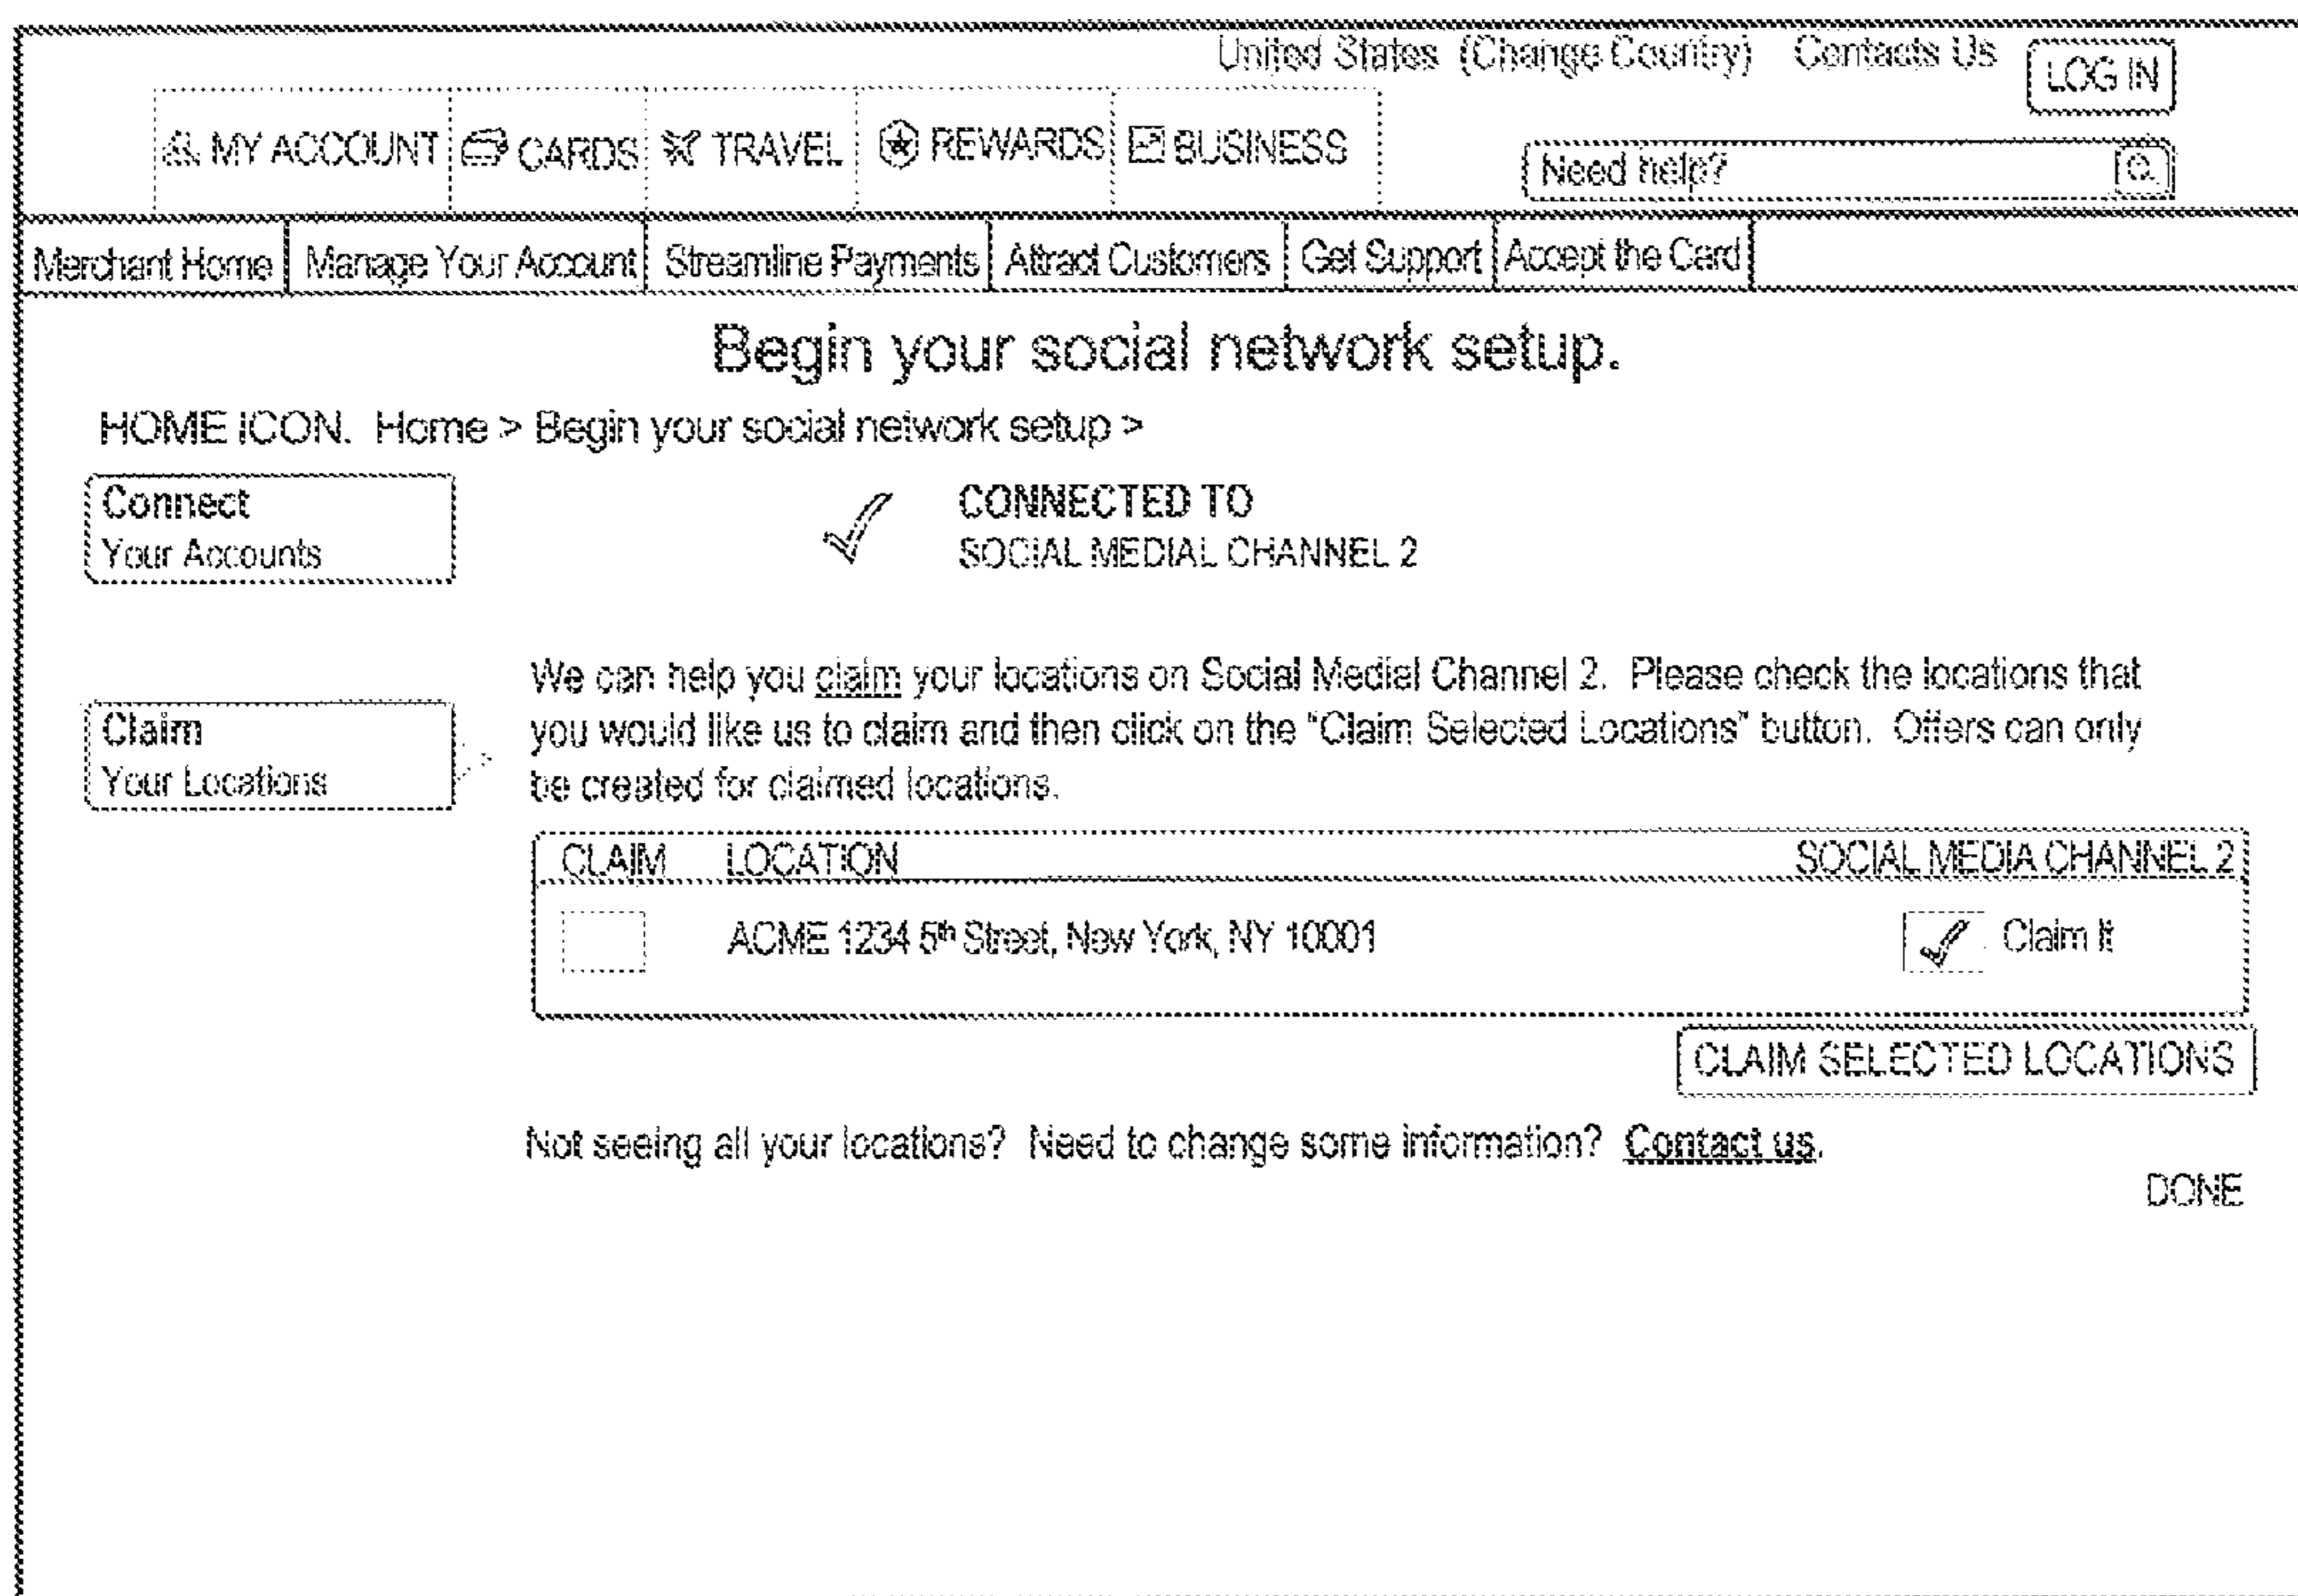 United States (Change Country) Contacts Us LOG IN
MY ACCOUNT CARDS TRAVEL REWARDS BUSINESS
Need help?
Merchant Home Manage Your Account Streamline Payments Attract Customers Get Support Accept the Card
Begin your social network setup.
HOME ICON. Home > Begin your social network setup >
Connect
Your Accounts
CONNECTED TO
SOCIAL MEDIAL CHANNEL 2
Claim
Your Locations
We can help you claim your locations on Social Medial Channel 2. Please check the locations that
you would like us to claim and then click on the "Claim Selected Locations" button. Offers can only
be created for claimed locations.
CLAIM LOCATION SOCIAL MEDIA CHANNEL 2
ACME 1234 5th Street, New York, NY 10001 Claim It
CLAIM SELECTED LOCATIONS
Not seeing all your locations? Need to change some information? Contact us.
DONE